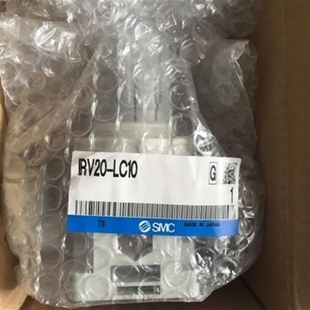 IRV20-LC10
G
1
TS
SMC
MADE IN JAPAN